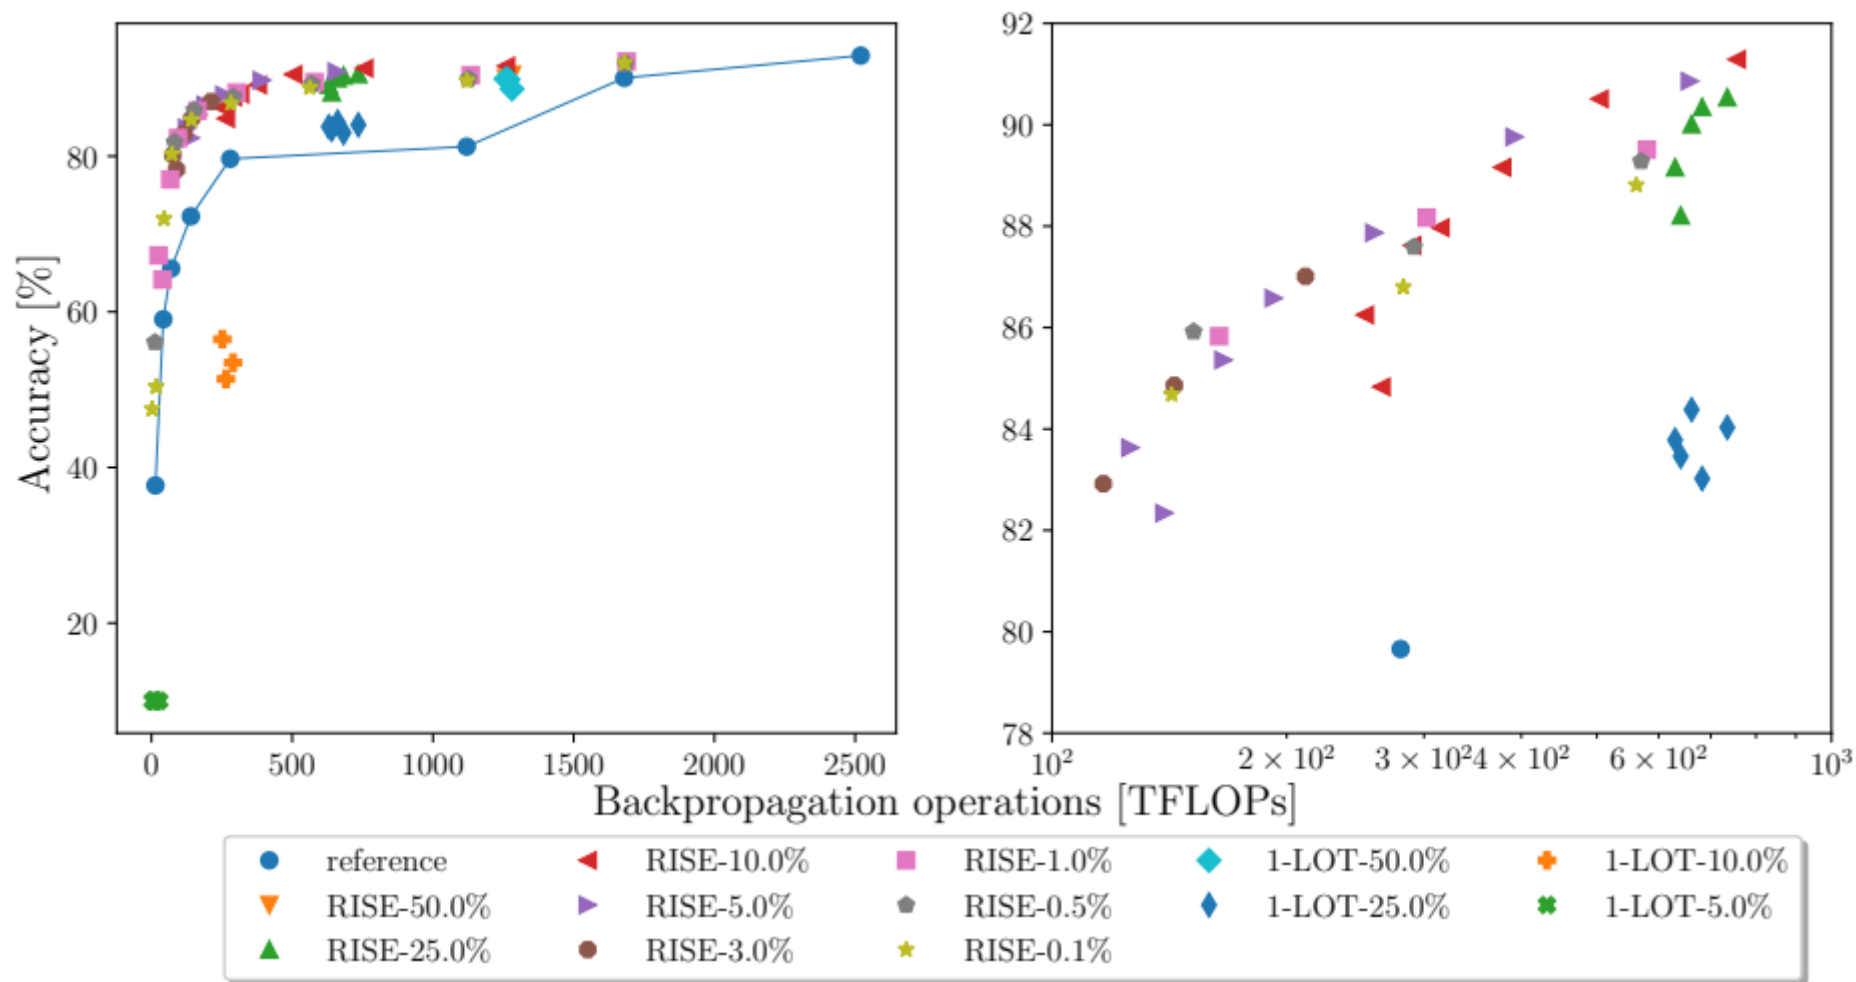 Accuracy [%]
80
60
40
20
0 500 1000 1500 2000 2500
92
90
88
86
84
82
80
78
10² 2 × 10² 3 × 10² 4 × 10² 6 × 10² 10³
Backpropagation operations [TFLOPs]
reference RISE-10.0% RISE-1.0% 1-LOT-50.0% 1-LOT-10.0%
RISE-50.0% RISE-5.0% RISE-0.5% 1-LOT-25.0% 1-LOT-5.0%
RISE-25.0% RISE-3.0% RISE-0.1%